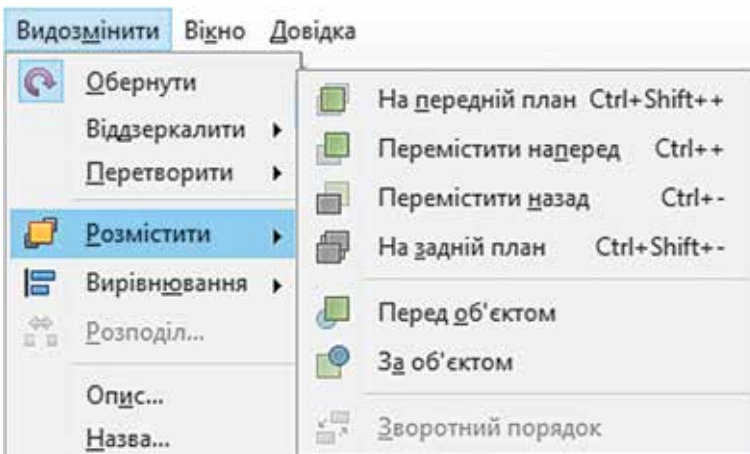 Видозмінити Вікно Довідка
Обернути
Віддзеркалити
Перетворити
Розмістити
Вирівнювання
Розподіл...
Опис...
Назва...
На передній план Ctrl+Shift++
Перемістити наперед Ctrl++
Перемістити назад Ctrl+-
На задній план Ctrl+Shift+-
Перед об'єктом
За об'єктом
Зворотний порядок